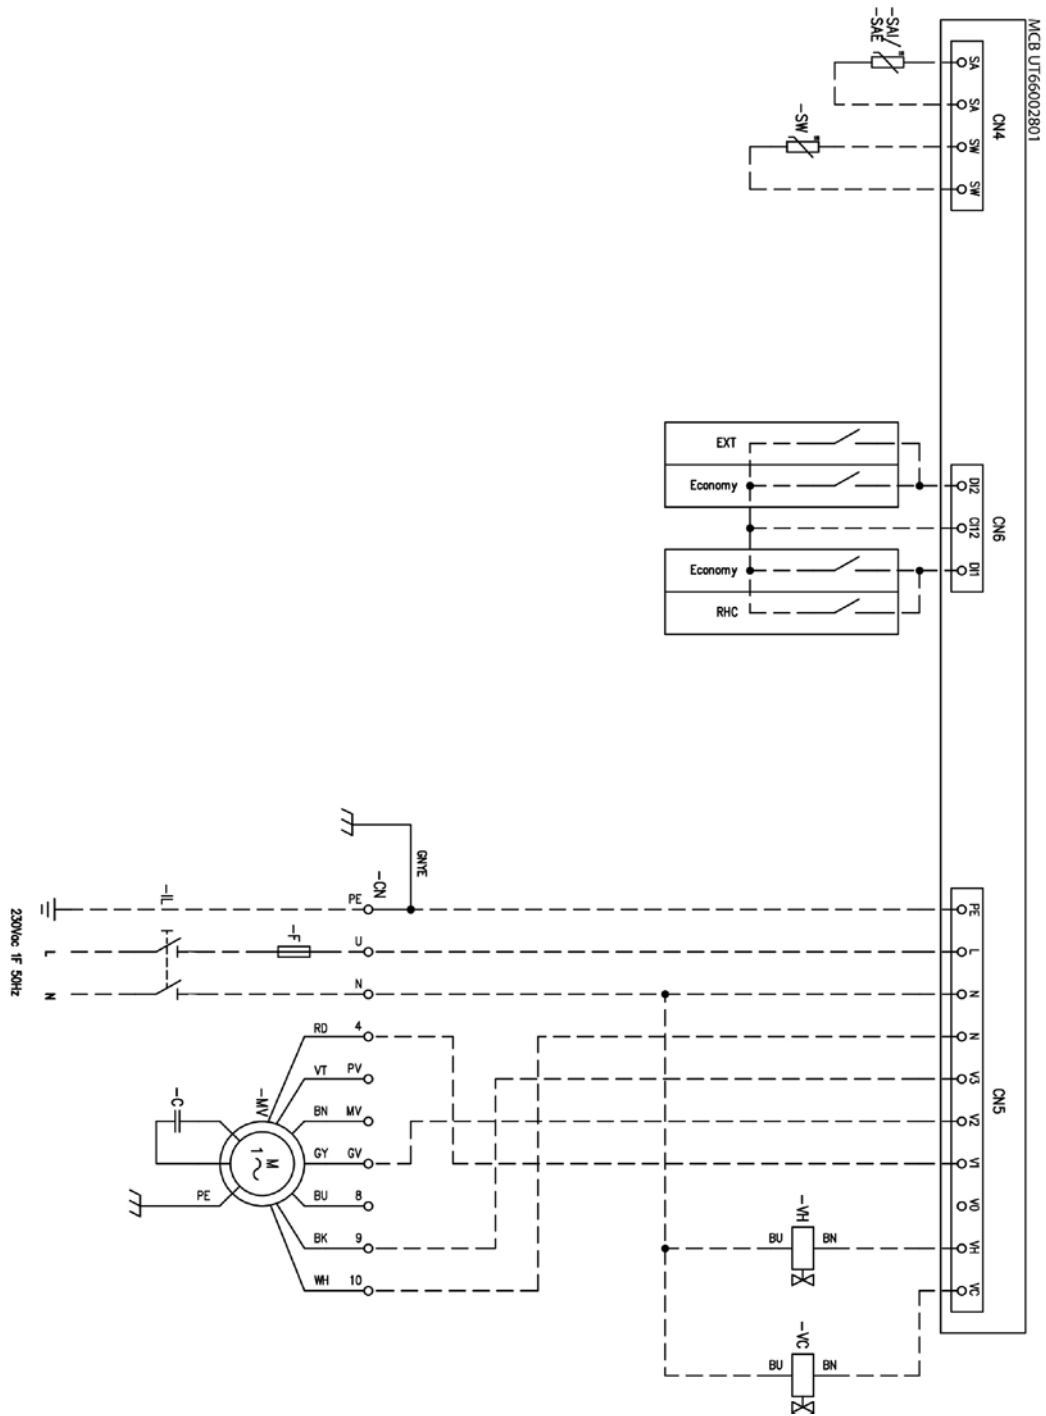 MCB UT66002801
CN4
SA
SA
SW
SW
-SAI/
-SAE
-SW
CN6
DI2
CI12
DI1
EXT
Economy
Economy
RHC
CN5
PE
L
N
N
V3
V2
V1
V0
VH
VC
GNYE
-CN
PE
U
N
-IL
-F
L
N
230Vac 1F 50Hz
RD 4
VT PV
BN MV
GY GV
BU 8
BK 9
WH 10
-MV
M
1
-C
PE
-VH
BU BN
-VC
BU BN